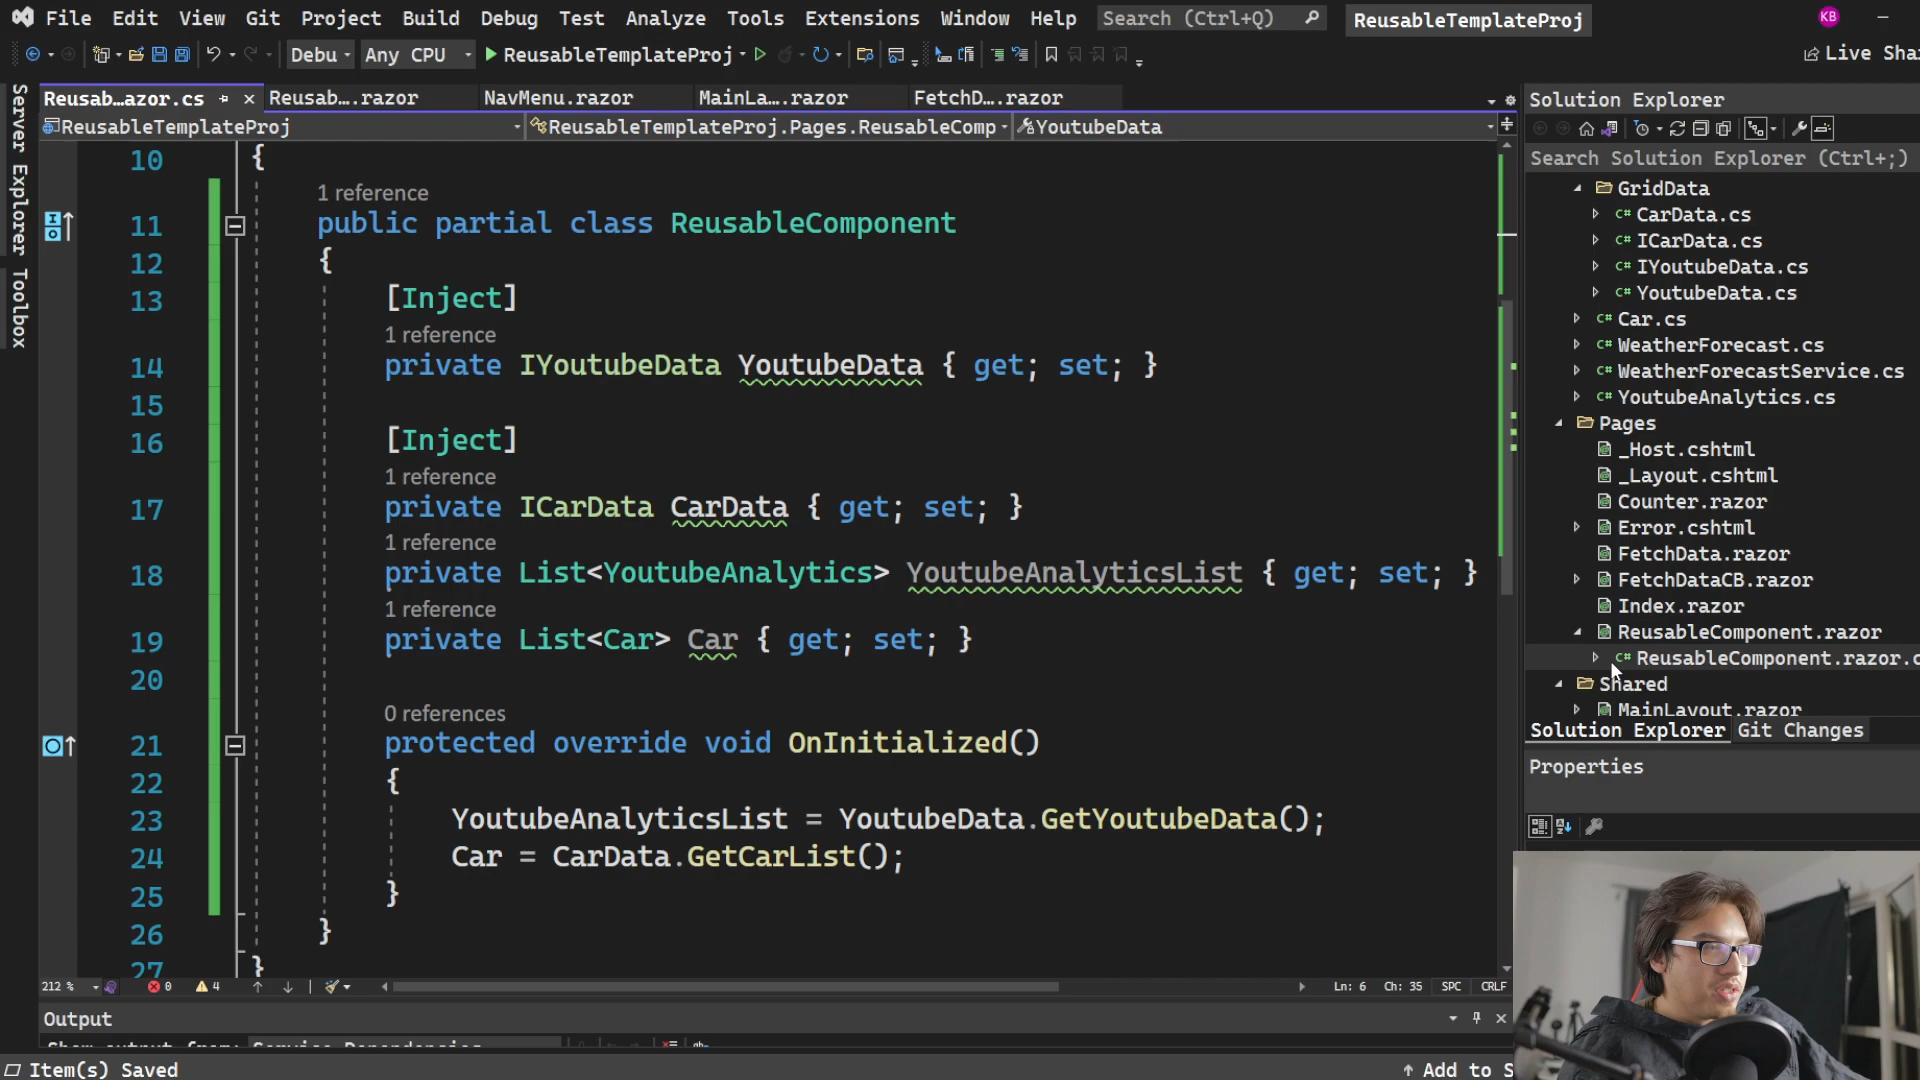 File Edit View Git Project Build Debug Test Analyze Tools Extensions Window Help Search (Ctrl+Q) ReusableTemplateProj KB
Debu Any CPU ReusableTemplateProj Live Sha
Server Explorer
Toolbox
Reusab…azor.cs Reusab….razor NavMenu.razor MainLa….razor FetchD….razor
ReusableTemplateProj ReusableTemplateProj.Pages.ReusableComp YoutubeData
10 {
1 reference
11 public partial class ReusableComponent
12 {
13 [Inject]
1 reference
14 private IYoutubeData YoutubeData { get; set; }
15
16 [Inject]
1 reference
17 private ICarData CarData { get; set; }
1 reference
18 private List<YoutubeAnalytics> YoutubeAnalyticsList { get; set; }
1 reference
19 private List<Car> Car { get; set; }
20
0 references
21 protected override void OnInitialized()
22 {
23 YoutubeAnalyticsList = YoutubeData.GetYoutubeData();
24 Car = CarData.GetCarList();
25 }
26 }
27 }
212 % 0 4 Ln: 6 Ch: 35 SPC CRLF
Output
Show output from: Service Dependencies
Item(s) Saved Add to S
Solution Explorer
Search Solution Explorer (Ctrl+;)
GridData
C# CarData.cs
C# ICarData.cs
C# IYoutubeData.cs
C# YoutubeData.cs
C# Car.cs
C# WeatherForecast.cs
C# WeatherForecastService.cs
C# YoutubeAnalytics.cs
Pages
_Host.cshtml
_Layout.cshtml
Counter.razor
Error.cshtml
FetchData.razor
FetchDataCB.razor
Index.razor
ReusableComponent.razor
C# ReusableComponent.razor.c
Shared
MainLayout.razor
Solution Explorer Git Changes
Properties